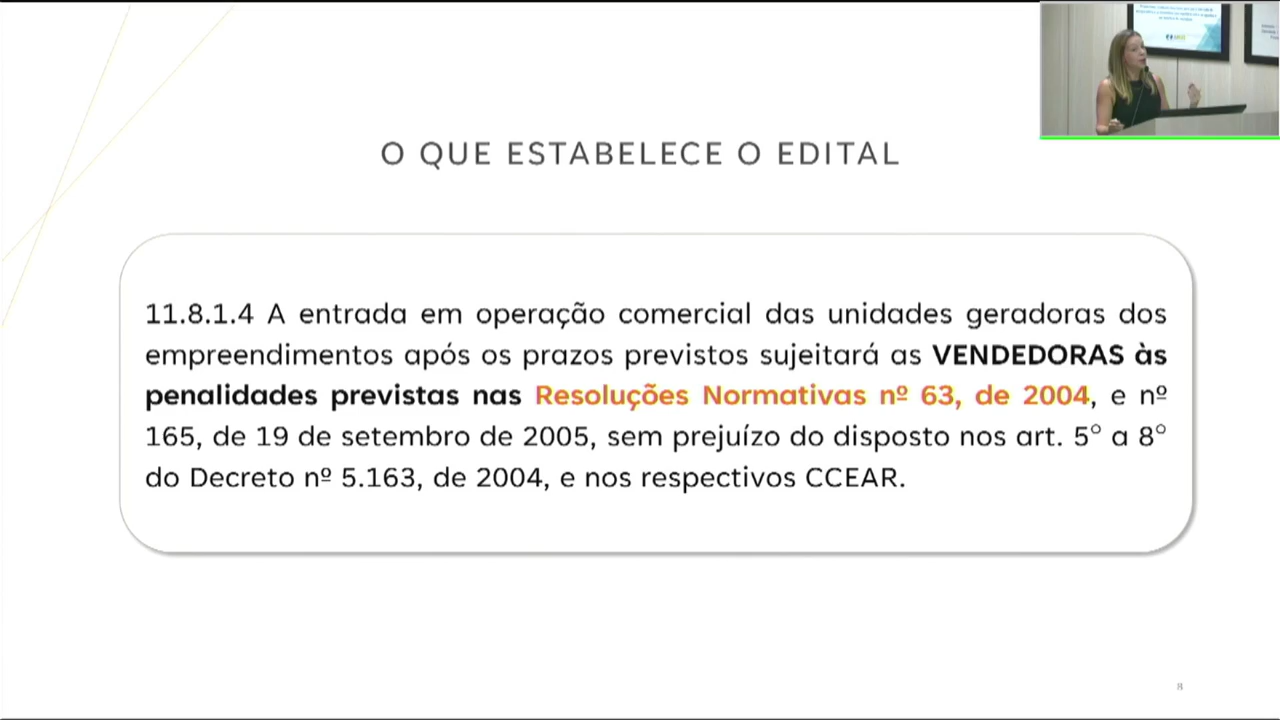 O QUE ESTABELECE O EDITAL
11.8.1.4 A entrada em operação comercial das unidades geradoras dos
empreendimentos após os prazos previstos sujeitará as VENDEDORAS às
penalidades previstas nas Resoluções Normativas nº 63, de 2004, e nº
165, de 19 de setembro de 2005, sem prejuízo do disposto nos art. 5° a 8°
do Decreto nº 5.163, de 2004, e nos respectivos CCEAR.
8